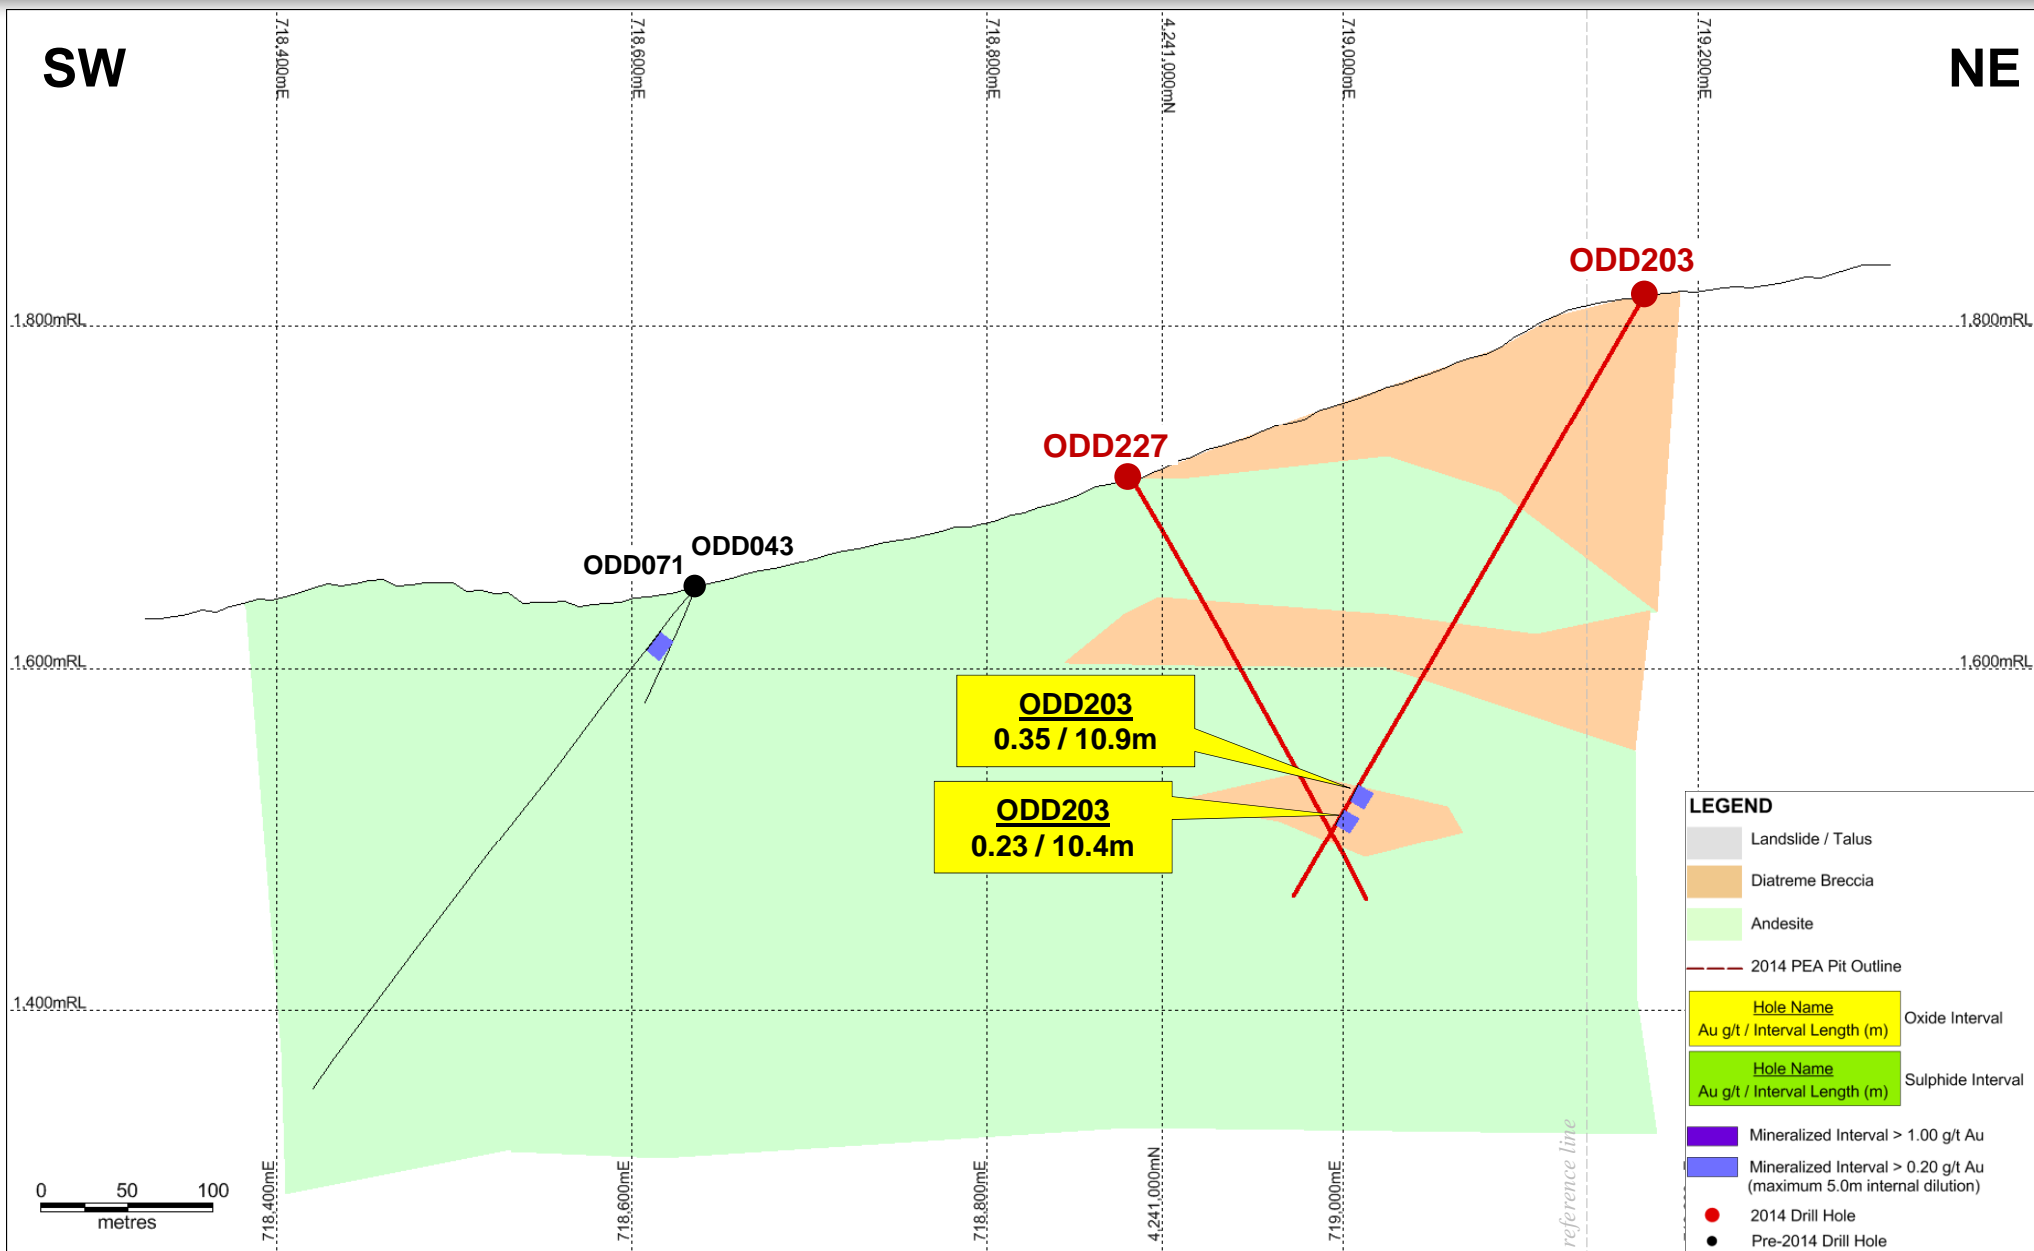 SW
NE
718,400mE
718,600mE
718,800mE
4,241,000mN
719,000mE
719,200mE
ODD203
1,800mRL
1,800mRL
ODD227
ODD043
ODD071
1,600mRL
1,600mRL
ODD203
0.35 / 10.9m
ODD203
0.23 / 10.4m
1,400mRL
LEGEND
Landslide / Talus
Diatreme Breccia
Andesite
2014 PEA Pit Outline
Hole Name
Au g/t / Interval Length (m)
Oxide Interval
Hole Name
Au g/t / Interval Length (m)
Sulphide Interval
Mineralized Interval > 1.00 g/t Au
Mineralized Interval > 0.20 g/t Au
(maximum 5.0m internal dilution)
2014 Drill Hole
Pre-2014 Drill Hole
718,400mE
718,600mE
718,800mE
4,241,000mN
719,000mE
reference line
0 50 100
metres